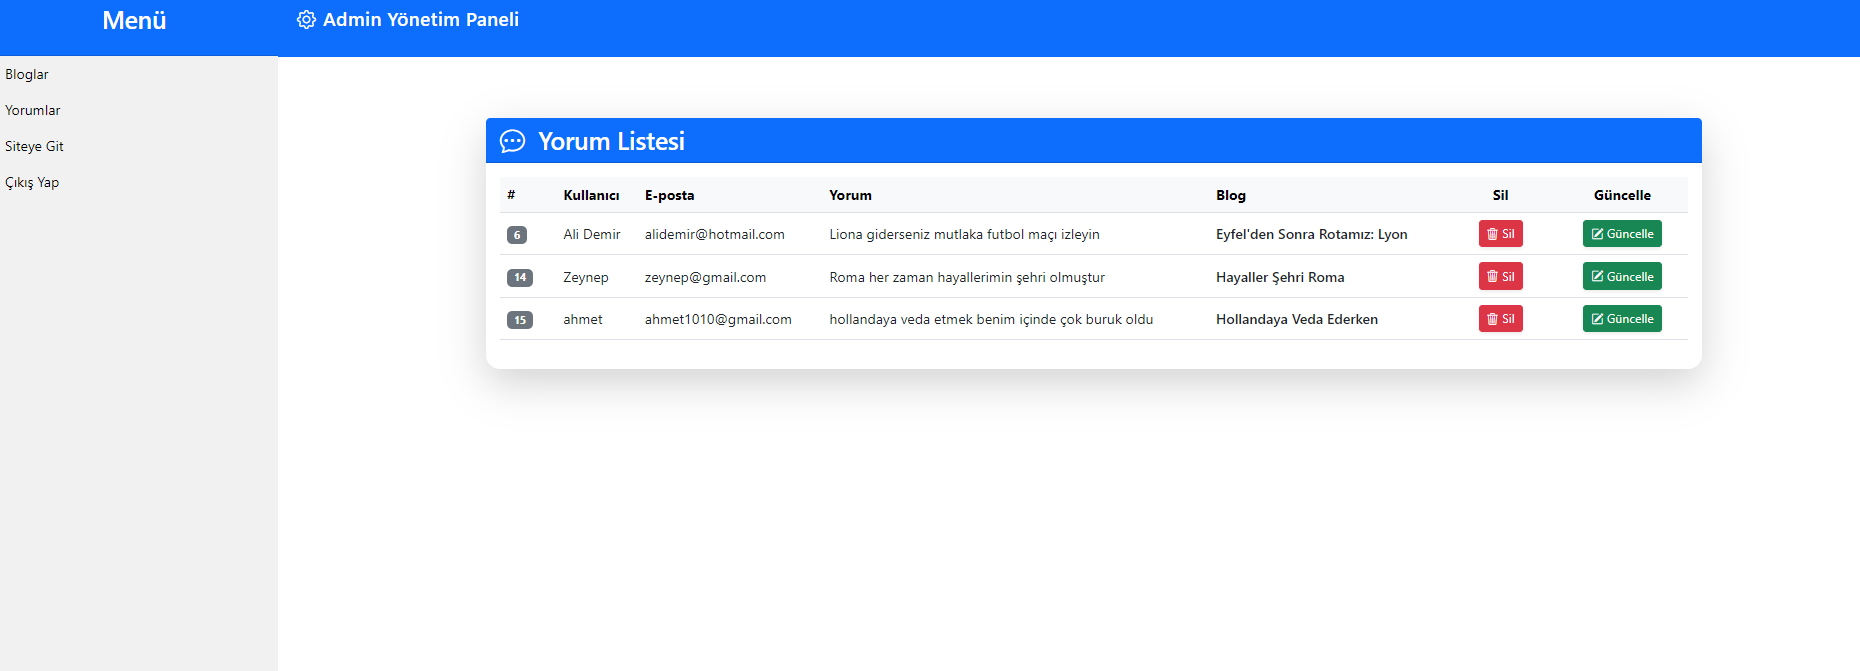 Menü
Admin Yönetim Paneli
Bloglar
Yorumlar
Siteye Git
Çıkış Yap
Yorum Listesi
# Kullanıcı E-posta Yorum Blog Sil Güncelle
6 Ali Demir alidemir@hotmail.com Liona giderseniz mutlaka futbol maçı izleyin Eyfel'den Sonra Rotamız: Lyon Sil Güncelle
14 Zeynep zeynep@gmail.com Roma her zaman hayallerimin şehri olmuştur Hayaller Şehri Roma Sil Güncelle
15 ahmet ahmet1010@gmail.com hollandaya veda etmek benim içinde çok buruk oldu Hollandaya Veda Ederken Sil Güncelle